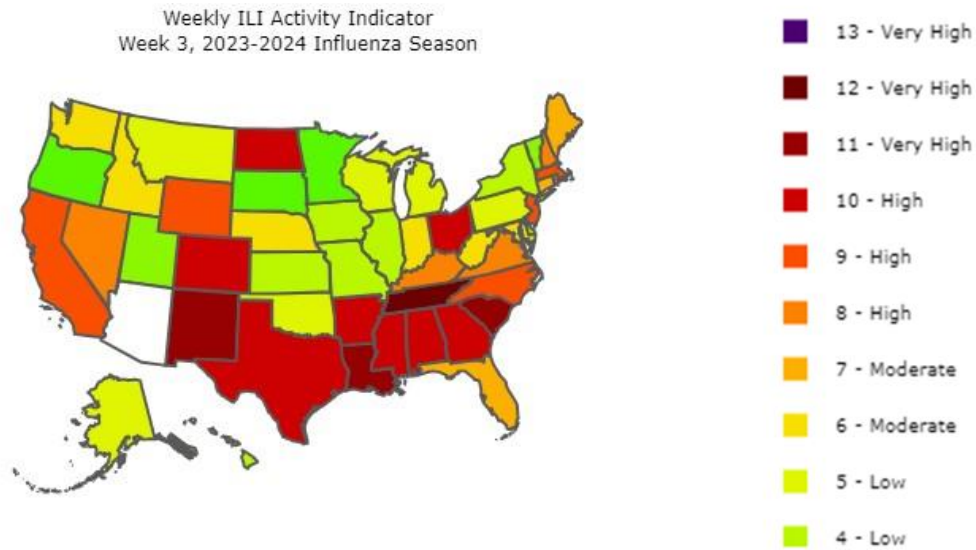 Weekly ILI Activity Indicator
Week 3, 2023-2024 Influenza Season
13 - Very High
12 - Very High
11 - Very High
10 - High
9 - High
8 - High
7 - Moderate
6 - Moderate
5 - Low
4 - Low